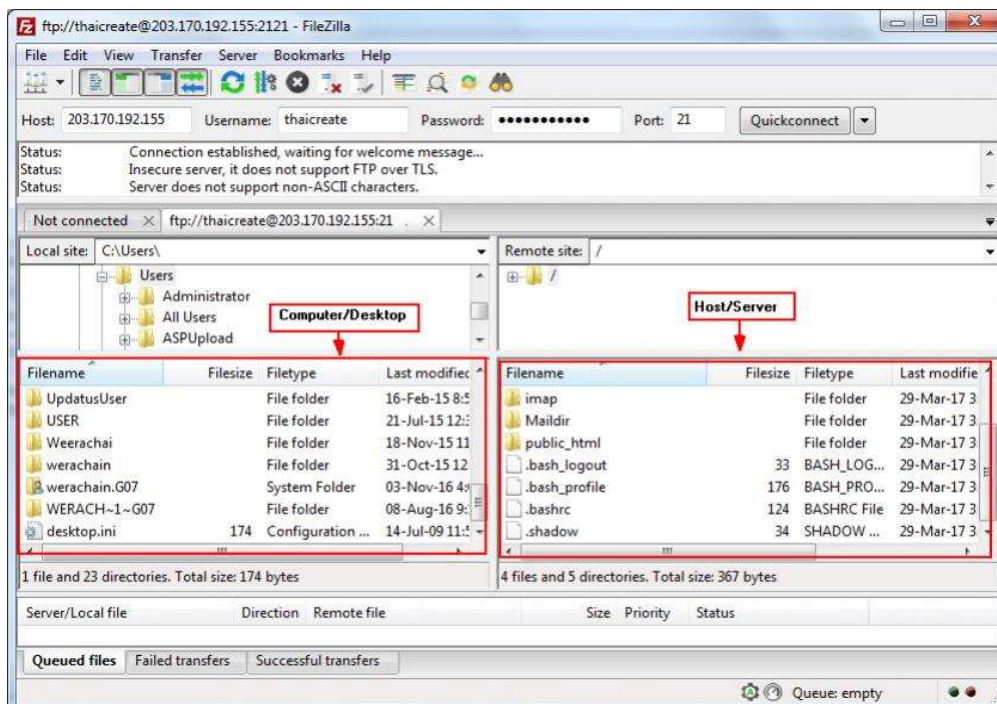 ftp://thaicreate@203.170.192.155:2121 - FileZilla
File Edit View Transfer Server Bookmarks Help
Host: 203.170.192.155 Username: thaicreate Password: ●●●●●●●●●●● Port: 21 Quickconnect
Status: Connection established, waiting for welcome message...
Status: Insecure server, it does not support FTP over TLS.
Status: Server does not support non-ASCII characters.
Not connected ftp://thaicreate@203.170.192.155:21 .
Local site: C:\Users\
Users
Administrator
All Users
ASPUpload
Computer/Desktop
Remote site: /
/
Host/Server
Filename Filesize Filetype Last modified
UpdatusUser File folder 16-Feb-15 8:5
USER File folder 21-Jul-15 12:
Weerachai File folder 18-Nov-15 11
werachain File folder 31-Oct-15 12
werachain.G07 System Folder 03-Nov-16 4:
WERACH~1~G07 File folder 08-Aug-16 9:
desktop.ini 174 Configuration ... 14-Jul-09 11:5
1 file and 23 directories. Total size: 174 bytes
Filename Filesize Filetype Last modifie
imap File folder 29-Mar-17 3
Maildir File folder 29-Mar-17 3
public_html File folder 29-Mar-17 3
.bash_logout 33 BASH_LOG... 29-Mar-17 3
.bash_profile 176 BASH_PRO... 29-Mar-17 3
.bashrc 124 BASHRC File 29-Mar-17 3
.shadow 34 SHADOW ... 29-Mar-17 3
4 files and 5 directories. Total size: 367 bytes
Server/Local file Direction Remote file Size Priority Status
Queued files Failed transfers Successful transfers
Queue: empty